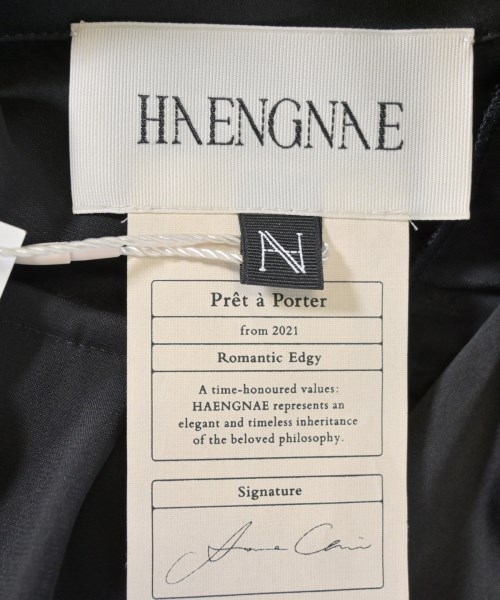 HAENGNAE
N
Prêt à Porter
from 2021
Romantic Edgy
A time-honoured values:
HAENGNAE represents an
elegant and timeless inheritance
of the beloved philosophy.
Signature